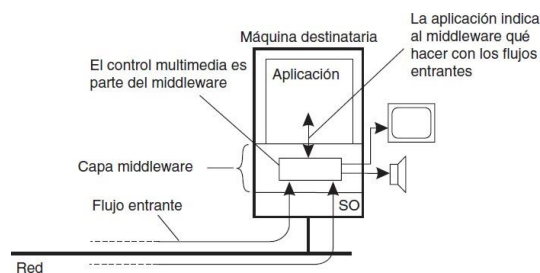 La aplicación indica
al middleware qué
hacer con los flujos
entrantes
Máquina destinataria
El control multimedia es
parte del middleware
Aplicación
Capa middleware
Flujo entrante
SO
Red